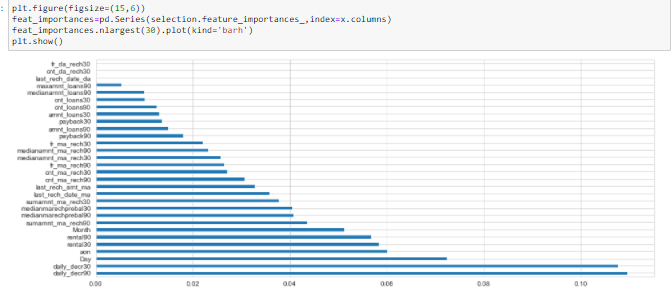 : plt.figure(figsize=(15,6))
feat_importances=pd.Series(selection.feature_importances_,index=x.columns)
feat_importances.nlargest(30).plot(kind='barh')
plt.show()
fr_da_rech30
cnt_da_rech30
last_rech_date_da
maxamnt_loans90
medianamnt_loans90
cnt_loans30
cnt_loans90
amnt_loans30
payback30
amnt_loans90
payback90
fr_ma_rech30
medianamnt_ma_rech90
medianamnt_ma_rech30
fr_ma_rech90
cnt_ma_rech30
cnt_ma_rech90
last_rech_amt_ma
last_rech_date_ma
sumamnt_ma_rech30
medianmarechprebal30
medianmarechprebal90
sumamnt_ma_rech90
Month
rental90
rental30
aon
Day
daily_decr30
daily_decr90
0.00 0.02 0.04 0.06 0.08 0.10